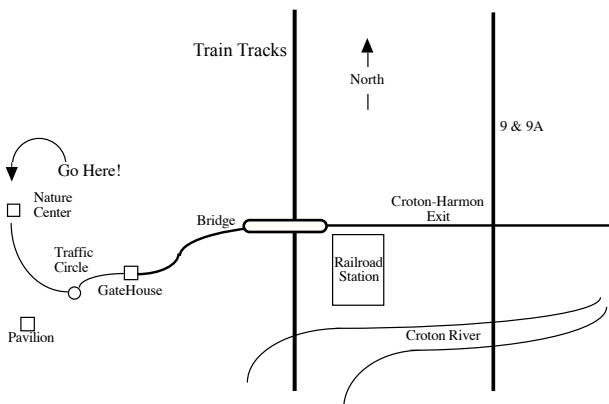 Train Tracks
North
9 & 9A
Go Here!
Nature
Center
Croton-Harmon
Exit
Bridge
Traffic
Circle
GateHouse
Railroad
Station
Pavilion
Croton River